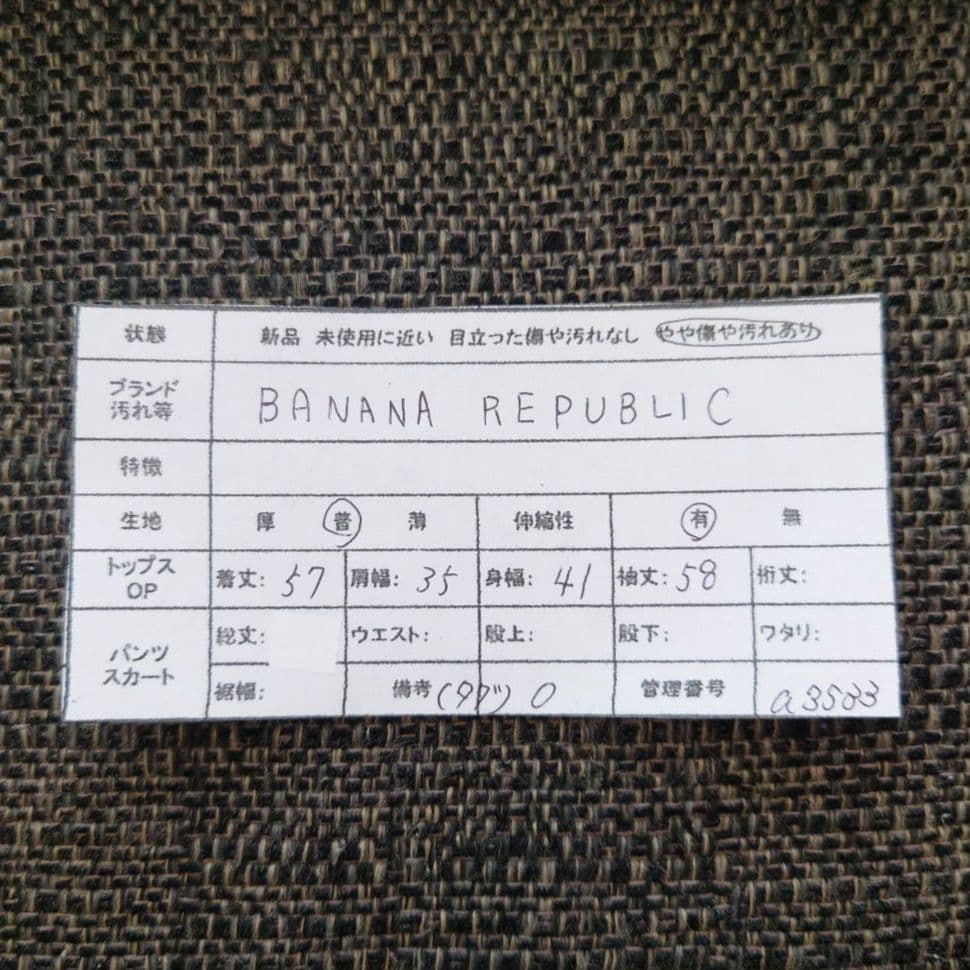 状態 新品 未使用に近い 目立った傷や汚れなし やや傷や汚れあり
ブランド 汚れ等 BANANA REPUBLIC
特徴
生地 厚 普 薄 伸縮性 有 無
トップス OP 着丈: 57 肩幅: 35 身幅: 41 袖丈: 58 裄丈:
パンツ スカート 総丈: ウエスト: 股上: 股下: ワタリ:
裾幅: 備考 (タグ) 0 管理番号 a3533